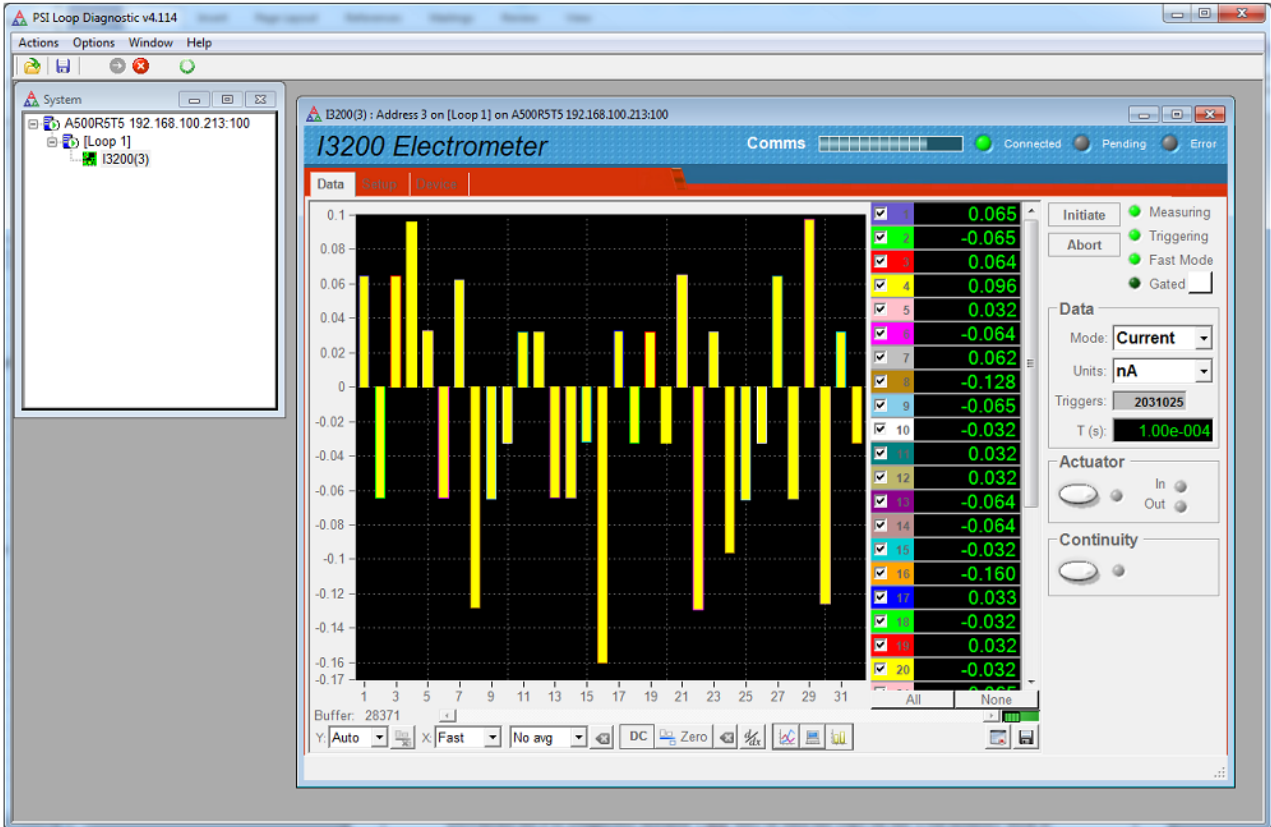 PSI Loop Diagnostic v4.114
Actions Options Window Help
System
A500R5T5 192.168.100.213:100
[Loop 1]
I3200(3)
I3200(3) : Address 3 on [Loop 1] on A500R5T5 192.168.100.213:100
I3200 Electrometer
Comms
Connected
Pending
Error
Data Setup Device
0.1
0.08
0.06
0.04
0.02
0
-0.02
-0.04
-0.06
-0.08
-0.1
-0.12
-0.14
-0.16
-0.17
1 3 5 7 9 11 13 15 17 19 21 23 25 27 29 31
1 0.065
2 -0.065
3 0.064
4 0.096
5 0.032
6 -0.064
7 0.062
8 -0.128
9 -0.065
10 -0.032
11 0.032
12 0.032
13 -0.064
14 -0.064
15 -0.032
16 -0.160
17 0.033
18 -0.032
19 0.032
20 -0.032
All None
Initiate
Abort
Measuring
Triggering
Fast Mode
Gated
Data
Mode: Current
Units: nA
Triggers: 2031025
T (s): 1.00e-004
Actuator
In
Out
Continuity
Buffer: 28371
Y: Auto X: Fast No avg DC Zero d/dx